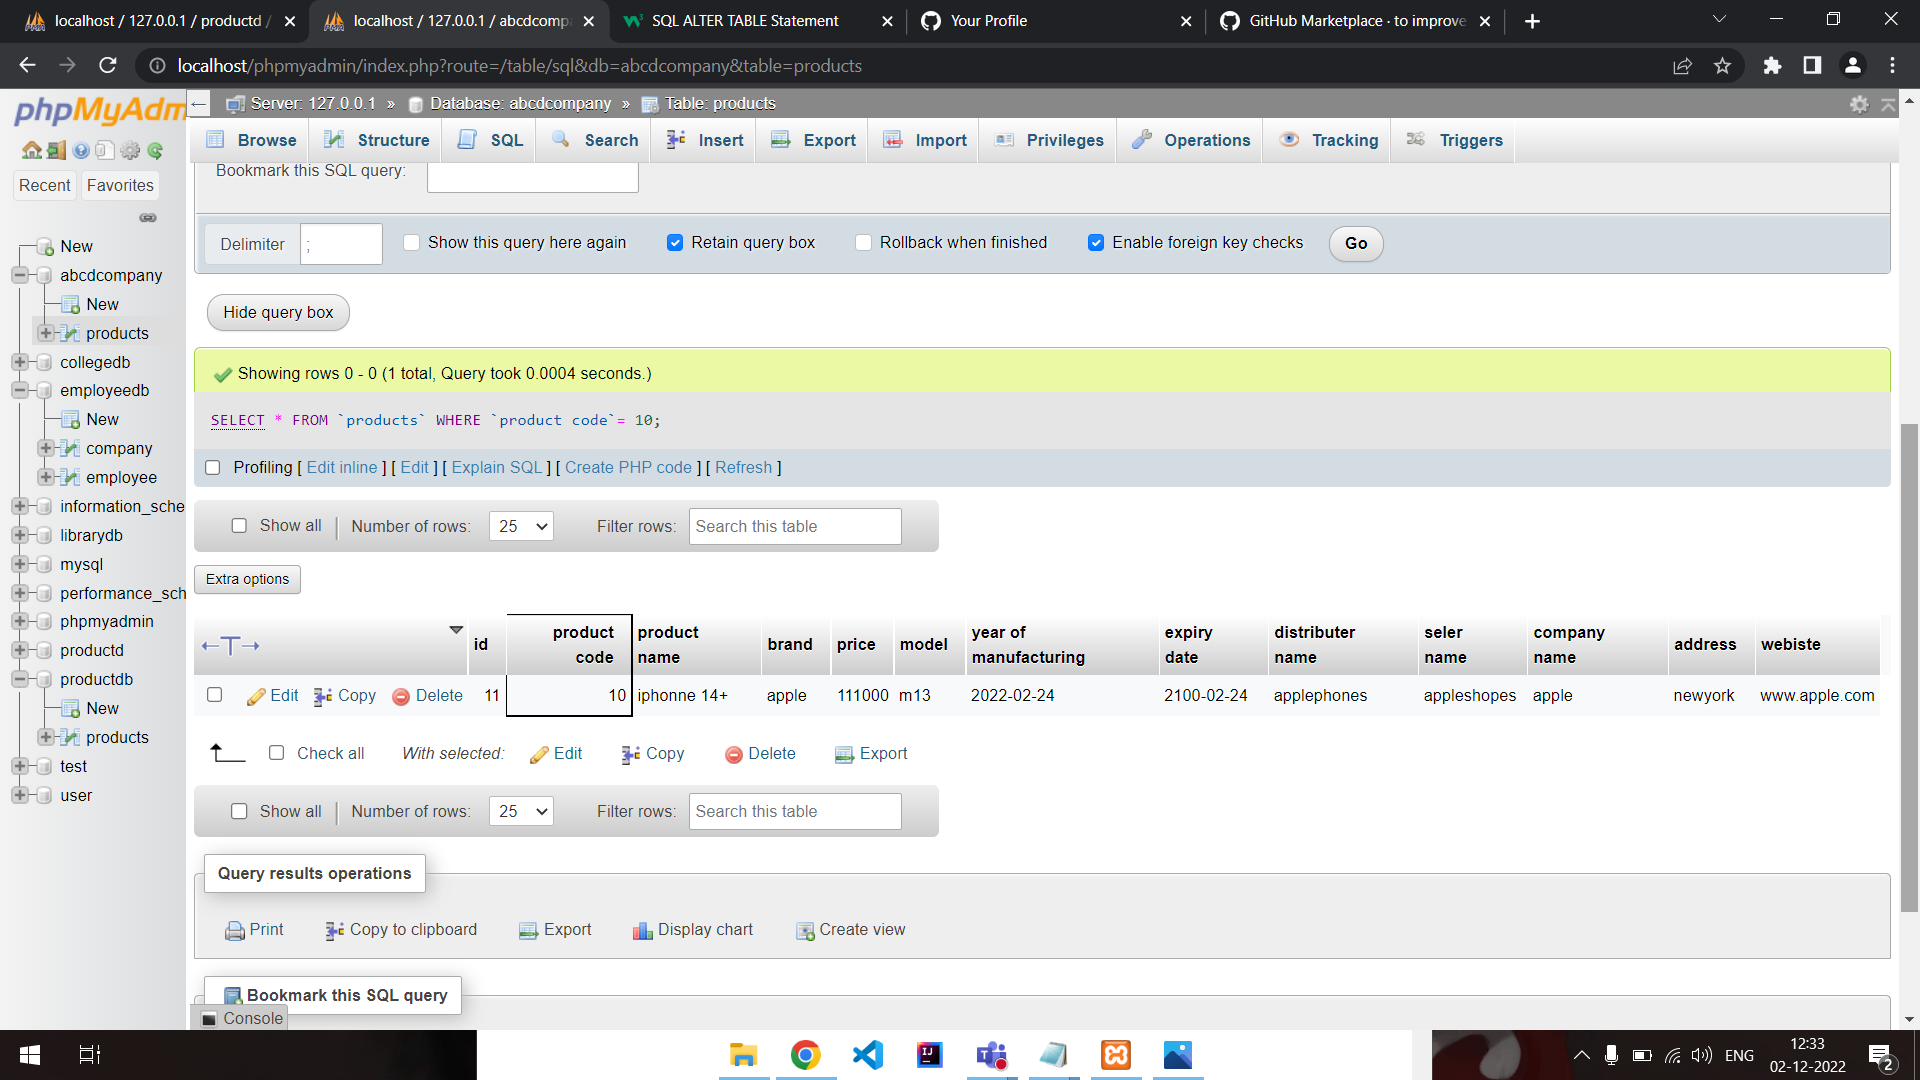 localhost / 127.0.0.1 / productd /
localhost / 127.0.0.1 / abcdcomp
SQL ALTER TABLE Statement
Your Profile
GitHub Marketplace · to improve
localhost/phpmyadmin/index.php?route=/table/sql&db=abcdcompany&table=products
phpMyAdm
Server: 127.0.0.1 » Database: abcdcompany » Table: products
Browse Structure SQL Search Insert Export Import Privileges Operations Tracking Triggers
Recent Favorites
New
abcdcompany
New
products
collegedb
employeedb
New
company
employee
information_sche
librarydb
mysql
performance_sch
phpmyadmin
productd
productdb
New
products
test
user
Bookmark this SQL query:
Delimiter ; Show this query here again Retain query box Rollback when finished Enable foreign key checks Go
Hide query box
Showing rows 0 - 0 (1 total, Query took 0.0004 seconds.)
SELECT * FROM `products` WHERE `product code`= 10;
Profiling [ Edit inline ] [ Edit ] [ Explain SQL ] [ Create PHP code ] [ Refresh ]
Show all Number of rows: 25 Filter rows: Search this table
Extra options
←T→ id product code product name brand price model year of manufacturing expiry date distributer name seler name company name address webiste
Edit Copy Delete 11 10 iphonne 14+ apple 111000 m13 2022-02-24 2100-02-24 applephones appleshopes apple newyork www.apple.com
Check all With selected: Edit Copy Delete Export
Show all Number of rows: 25 Filter rows: Search this table
Query results operations
Print Copy to clipboard Export Display chart Create view
Bookmark this SQL query
Console
ENG
12:33
02-12-2022
2